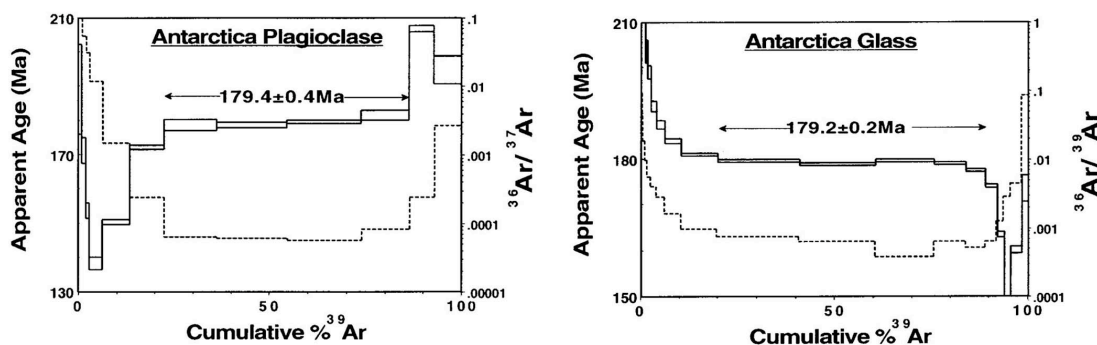 210
Antarctica Plagioclase
179.4±0.4Ma
170
130
Apparent Age (Ma)
.1
.01
.001
.0001
.00001
³⁶Ar/ ³⁷Ar
0
50
100
Cumulative %³⁹Ar
210
Antarctica Glass
179.2±0.2Ma
180
150
Apparent Age (Ma)
1
.1
.01
.001
.0001
³⁶Ar/ ³⁹Ar
0
50
100
Cumulative %³⁹Ar